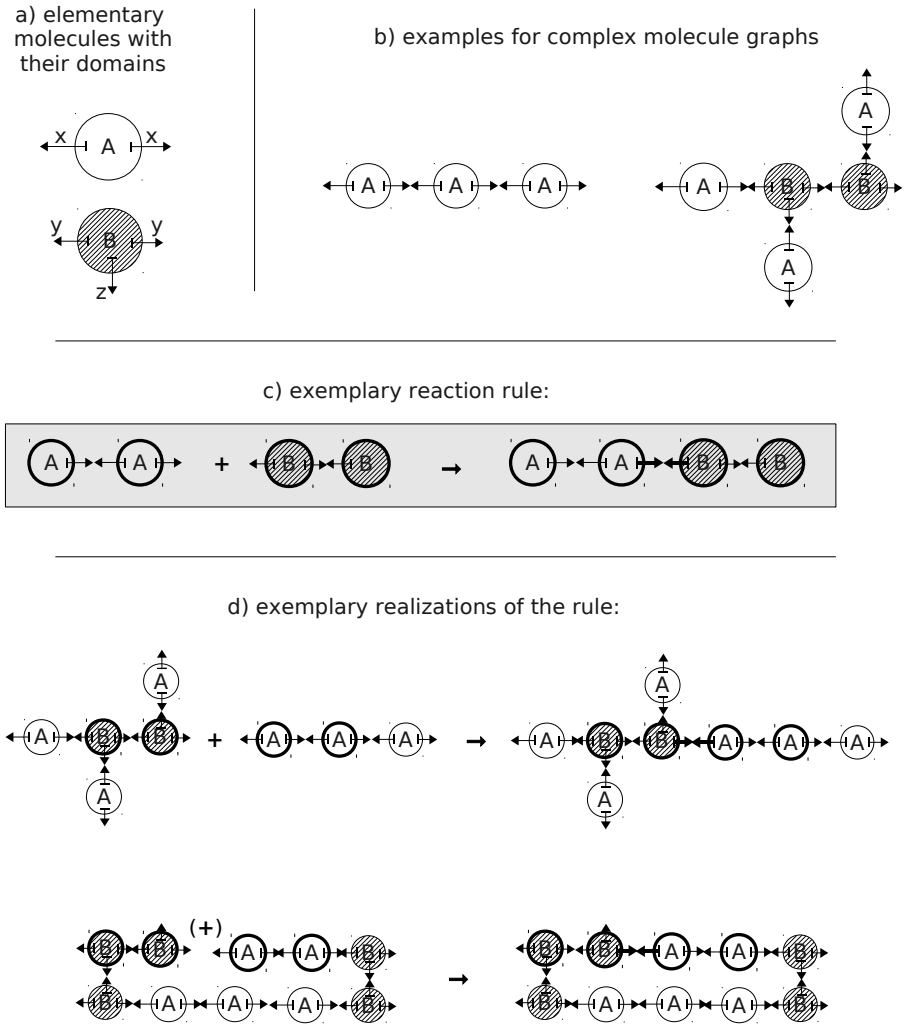 a) elementary
molecules with
their domains
b) examples for complex molecule graphs
x A x
y B y
z
A A A
A
A B B
A
c) exemplary reaction rule:
A A + B B → A A B B
d) exemplary realizations of the rule:
A A
A B B + A A A → A B B A A A
A A
B B (+) A A B → B B A A B
B A A A B B A A A B